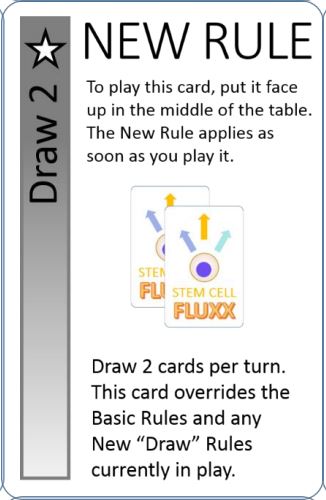 NEW RULE
Draw 2
To play this card, put it face
up in the middle of the table.
The New Rule applies as
soon as you play it.
STEM
FLU
STEM CELL
FLUXX
Draw 2 cards per turn.
This card overrides the
Basic Rules and any
New “Draw” Rules
currently in play.